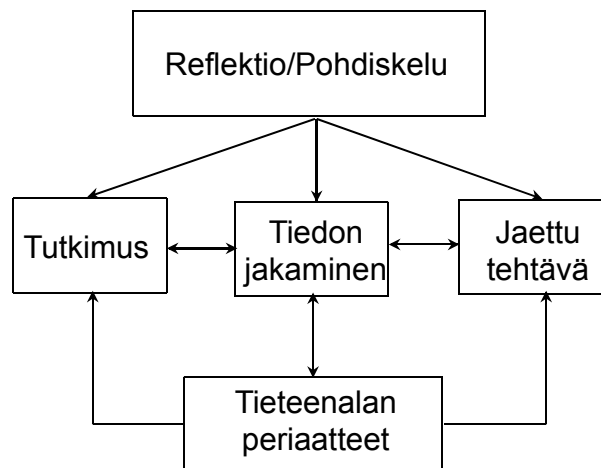 Reflektio/Pohdiskelu
Tutkimus
Tiedon
jakaminen
Jaettu
tehtävä
Tieteenalan
periaatteet